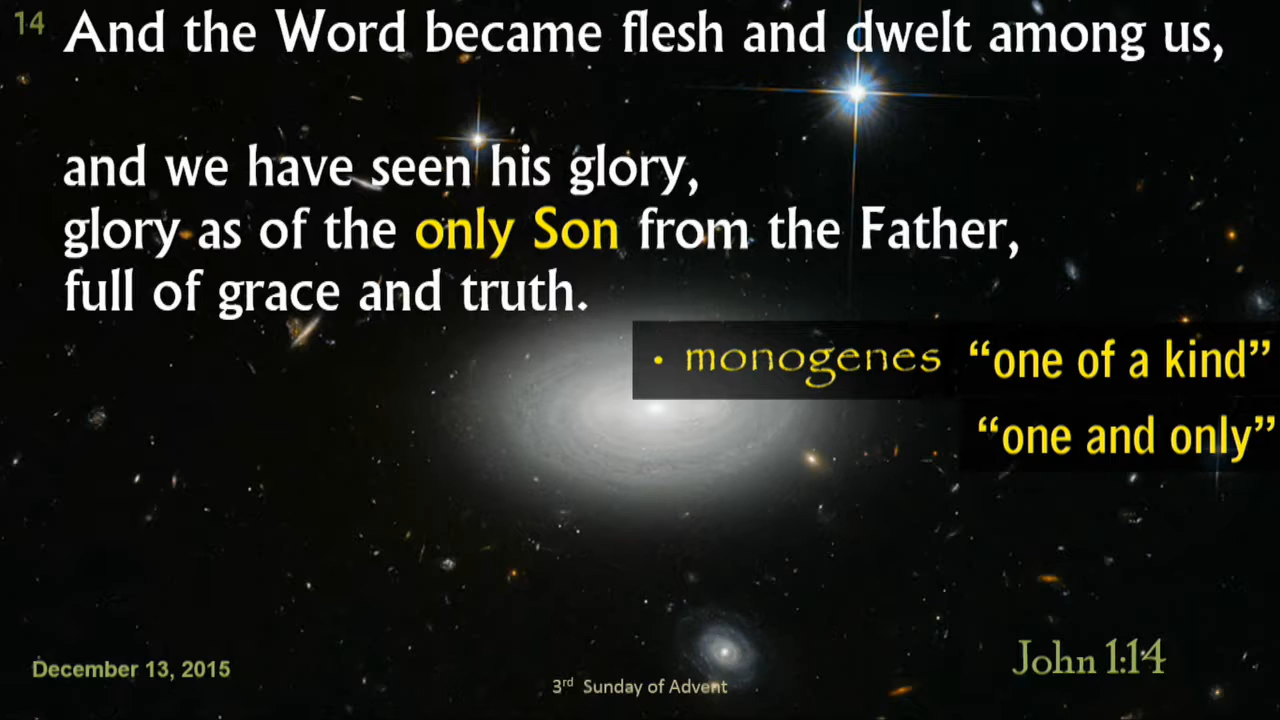 14 And the Word became flesh and dwelt among us,
and we have seen his glory,
glory as of the only Son from the Father,
full of grace and truth.
• monogenes “one of a kind”
“one and only”
John 1:14
December 13, 2015
3rd Sunday of Advent